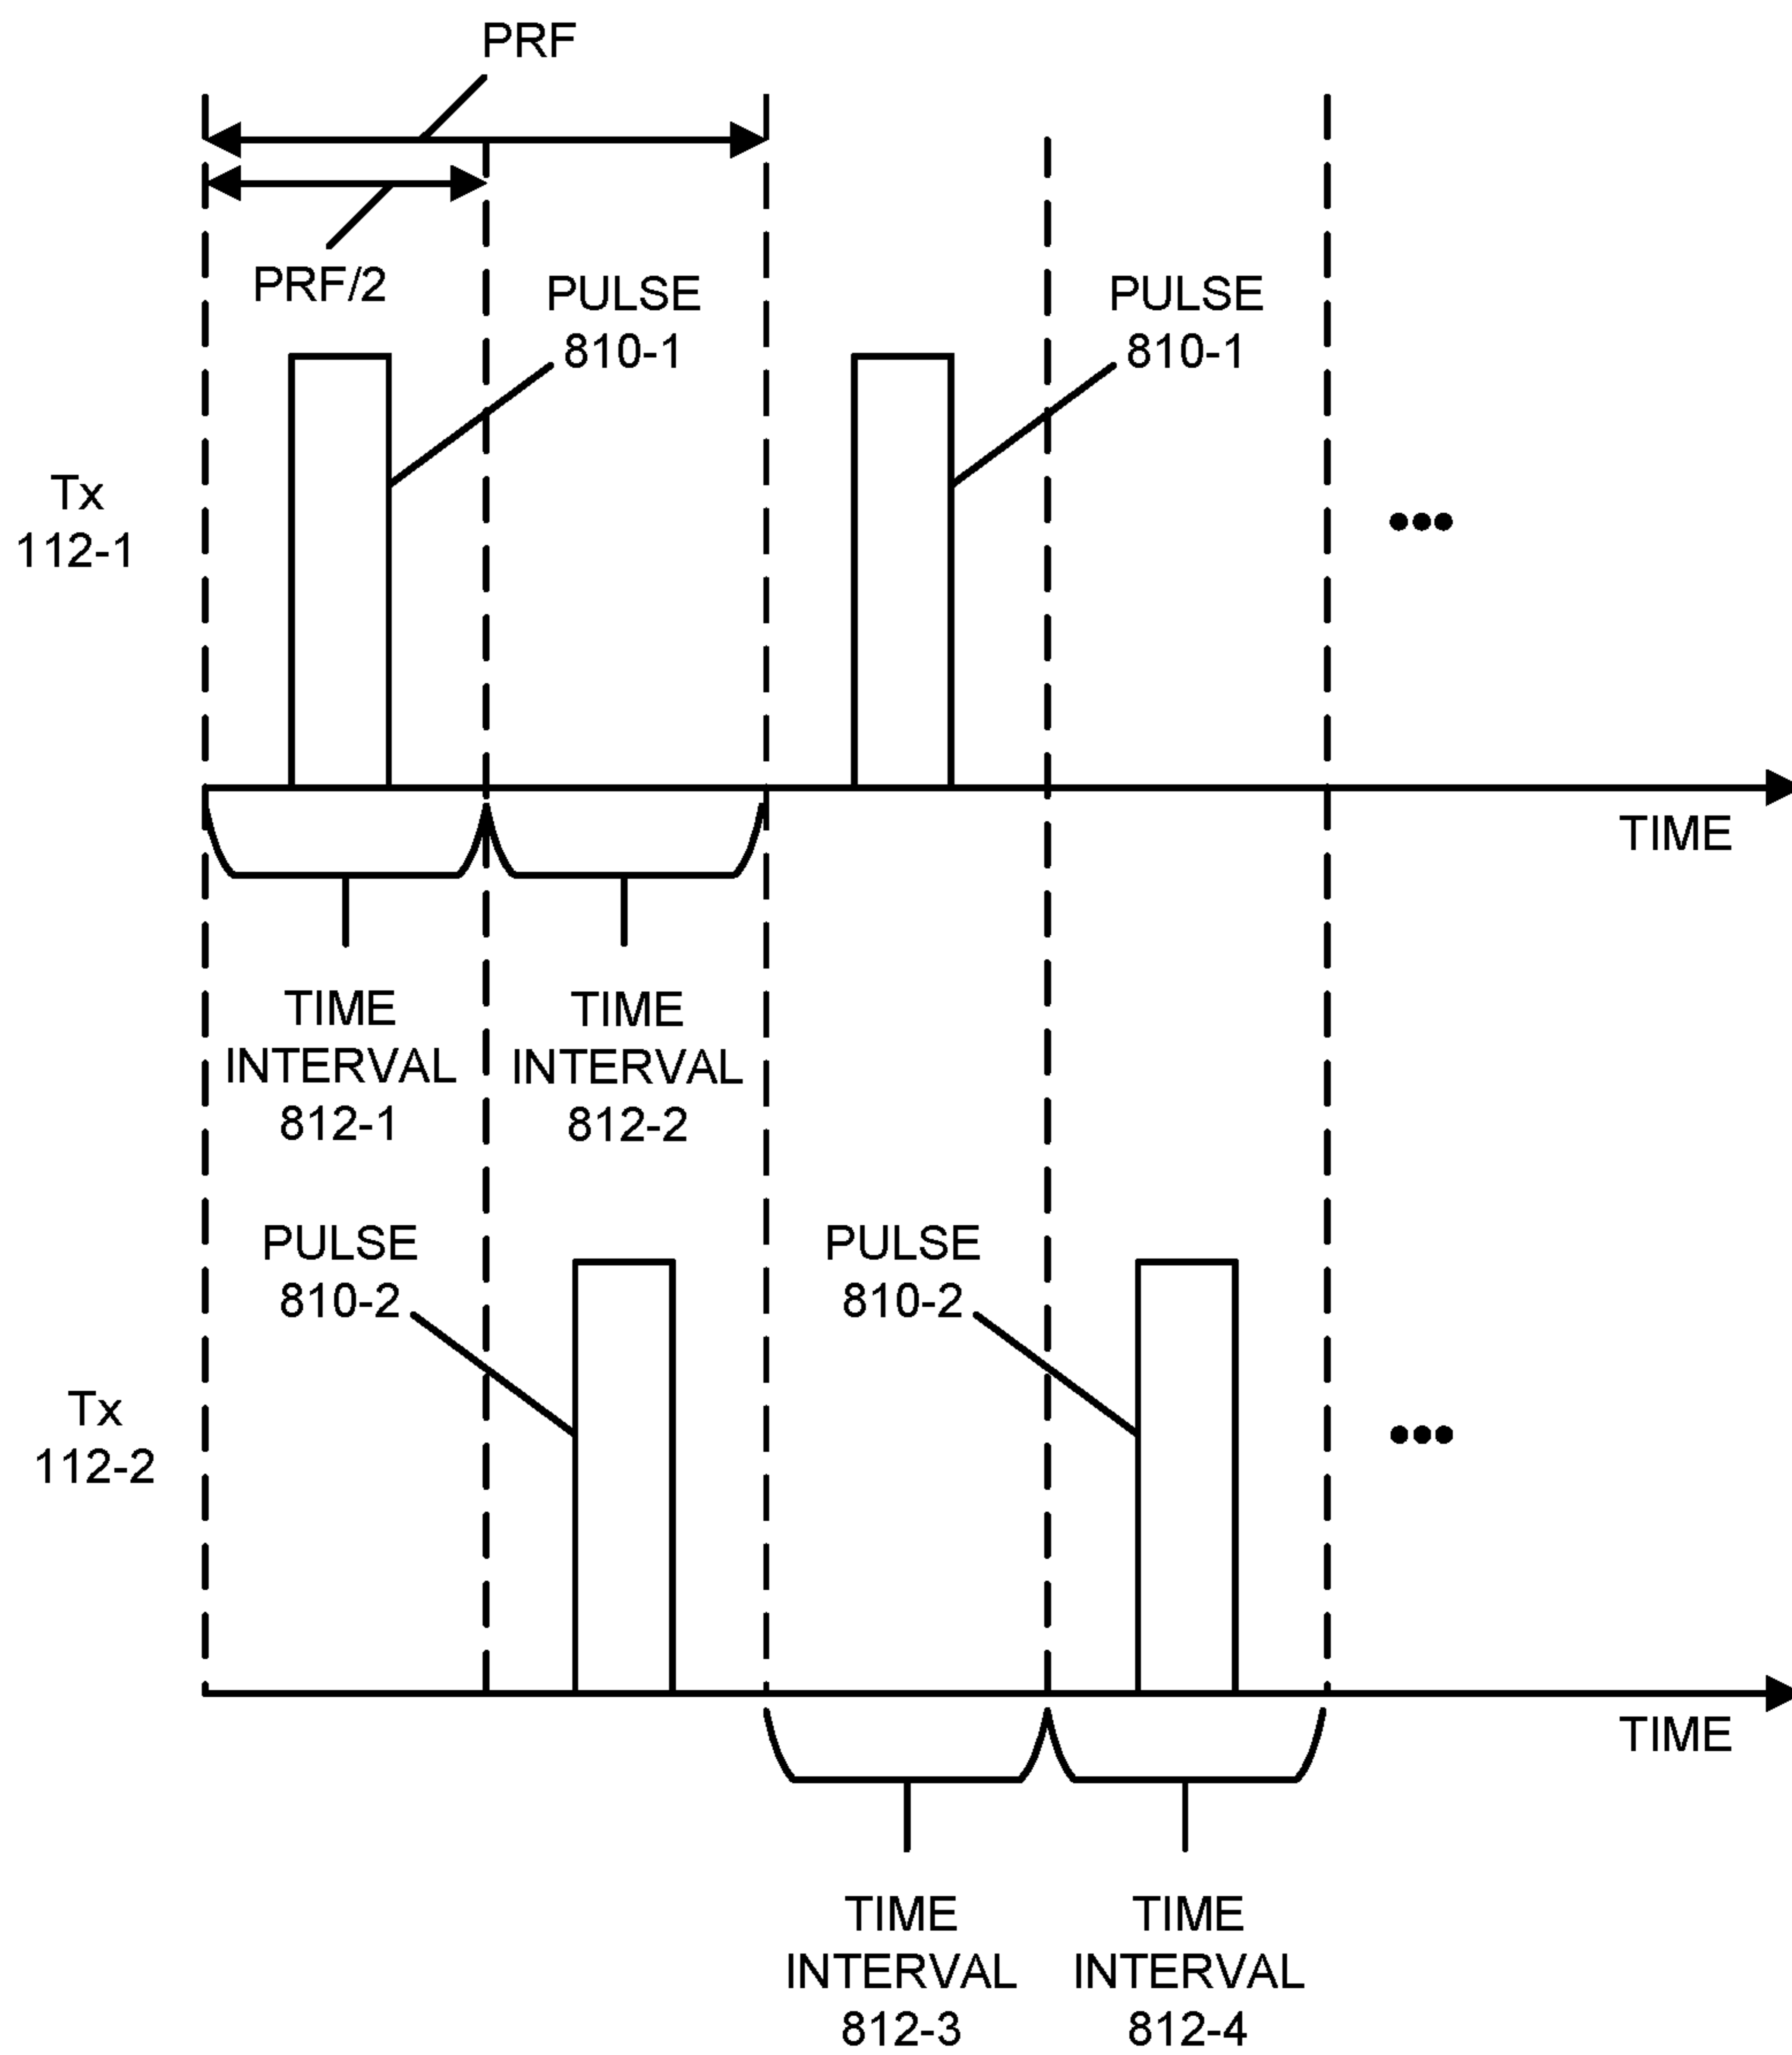 PRF
PRF/2
PULSE
810-1
PULSE
810-1
Tx
112-1
TIME
TIME
INTERVAL
812-1
TIME
INTERVAL
812-2
PULSE
810-2
PULSE
810-2
Tx
112-2
TIME
TIME
INTERVAL
812-3
TIME
INTERVAL
812-4